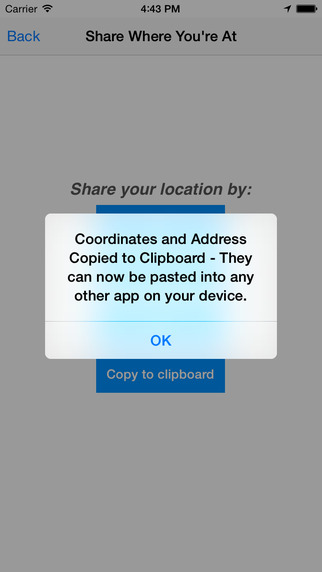 Carrier 4:43 PM
Back Share Where You're At
Share your location by:
Coordinates and Address
Copied to Clipboard - They
can now be pasted into any
other app on your device.
OK
Copy to clipboard